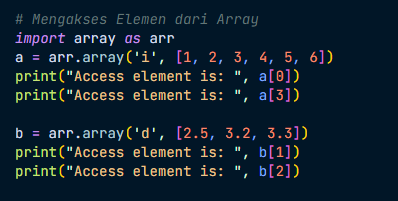 # Mengakses Elemen dari Array
import array as arr
a = arr.array('i', [1, 2, 3, 4, 5, 6])
print("Access element is: ", a[0])
print("Access element is: ", a[3])

b = arr.array('d', [2.5, 3.2, 3.3])
print("Access element is: ", b[1])
print("Access element is: ", b[2])